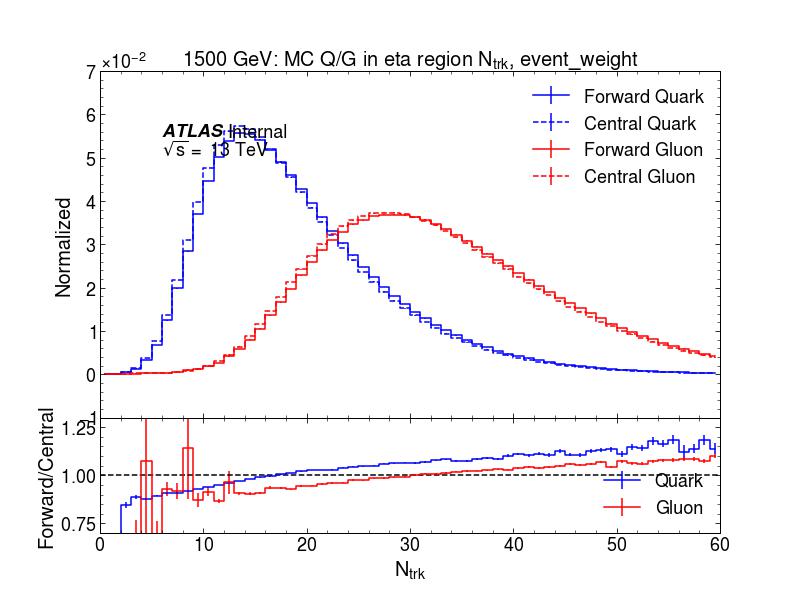 ×10⁻² 1500 GeV: MC Q/G in eta region N_trk, event_weight
7
6
5
4
3
2
1
0
−1
Normalized
ATLAS Internal
√s = 13 TeV
Forward Quark
Central Quark
Forward Gluon
Central Gluon
1.25
1.00
0.75
Forward/Central
Quark
Gluon
0 10 20 30 40 50 60
N_trk